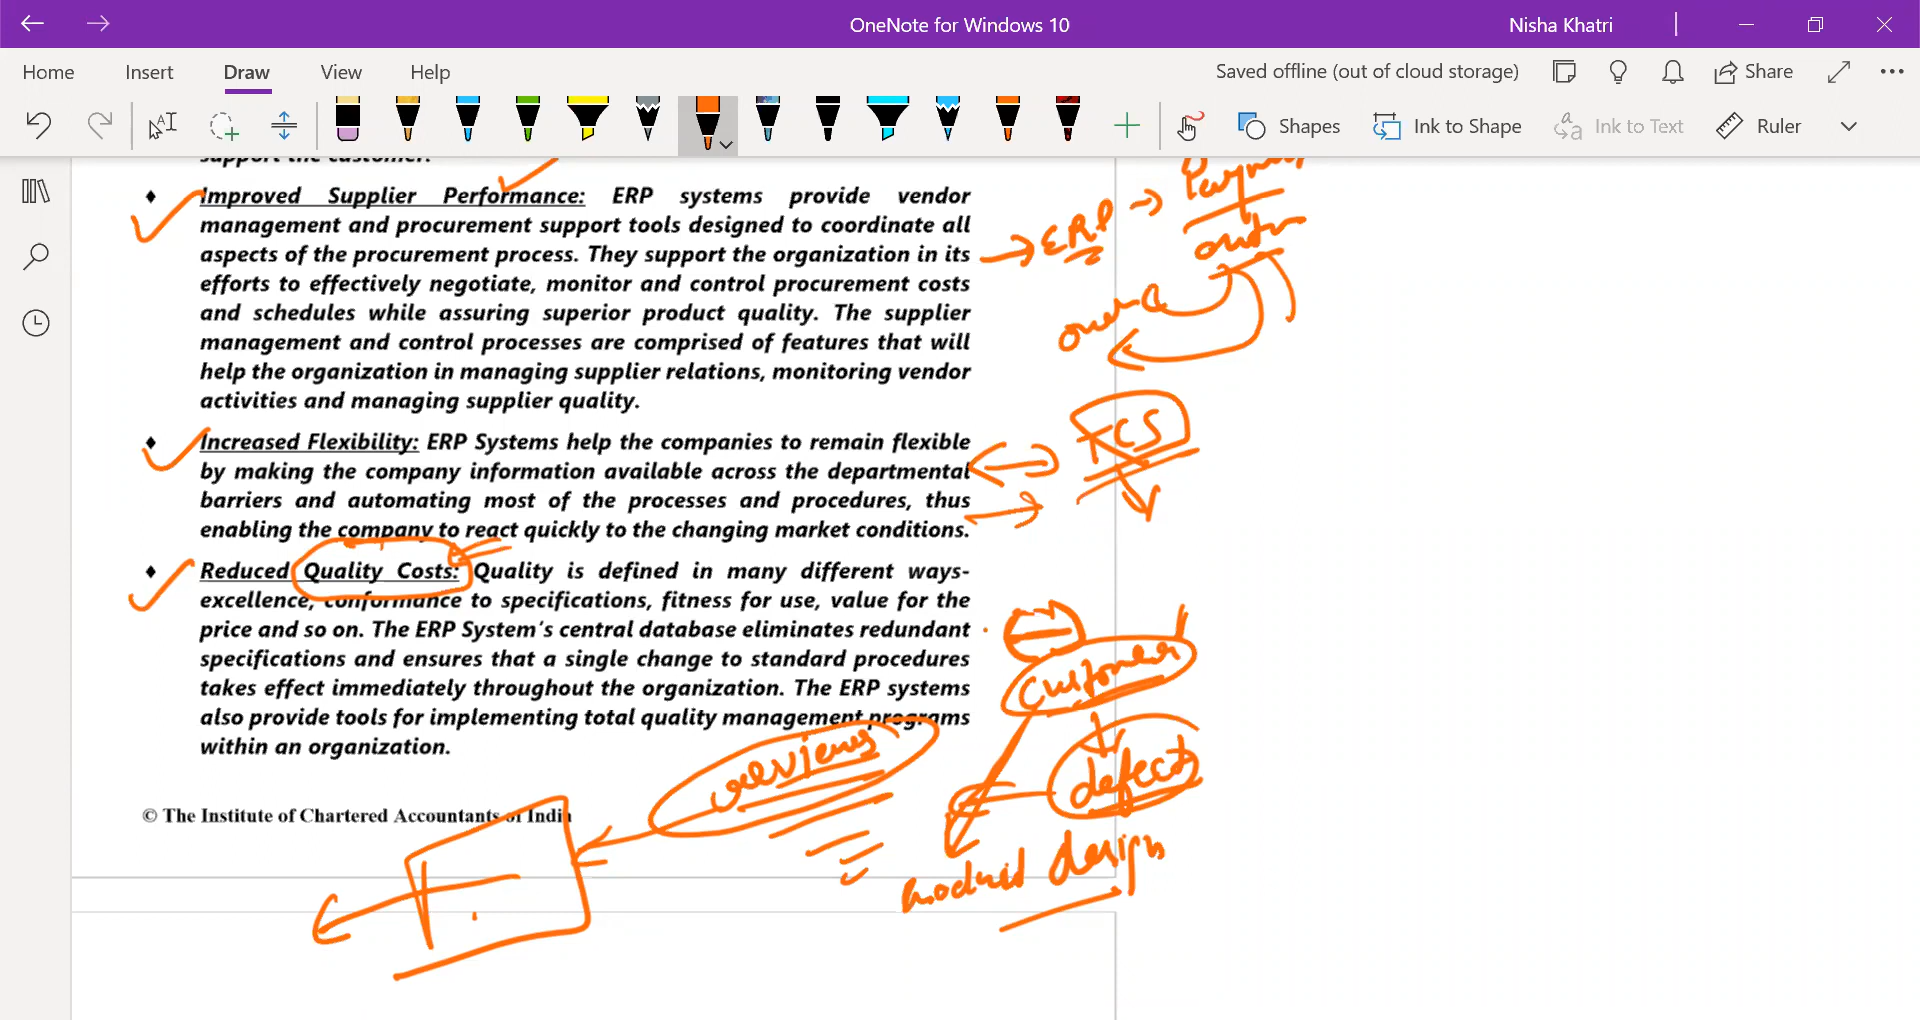 OneNote for Windows 10
Nisha Khatri
Home Insert Draw View Help
Saved offline (out of cloud storage)
Share
Shapes
Ink to Shape
Ink to Text
Ruler
support the customer.
♦ Improved Supplier Performance: ERP systems provide vendor
management and procurement support tools designed to coordinate all
aspects of the procurement process. They support the organization in its
efforts to effectively negotiate, monitor and control procurement costs
and schedules while assuring superior product quality. The supplier
management and control processes are comprised of features that will
help the organization in managing supplier relations, monitoring vendor
activities and managing supplier quality.
♦ Increased Flexibility: ERP Systems help the companies to remain flexible
by making the company information available across the departmental
barriers and automating most of the processes and procedures, thus
enabling the company to react quickly to the changing market conditions.
♦ Reduced Quality Costs: Quality is defined in many different ways-
excellence, conformance to specifications, fitness for use, value for the
price and so on. The ERP System's central database eliminates redundant
specifications and ensures that a single change to standard procedures
takes effect immediately throughout the organization. The ERP systems
also provide tools for implementing total quality management programs
within an organization.
© The Institute of Chartered Accountants of India
ERP
TCS
customer
defects
product design
reviews